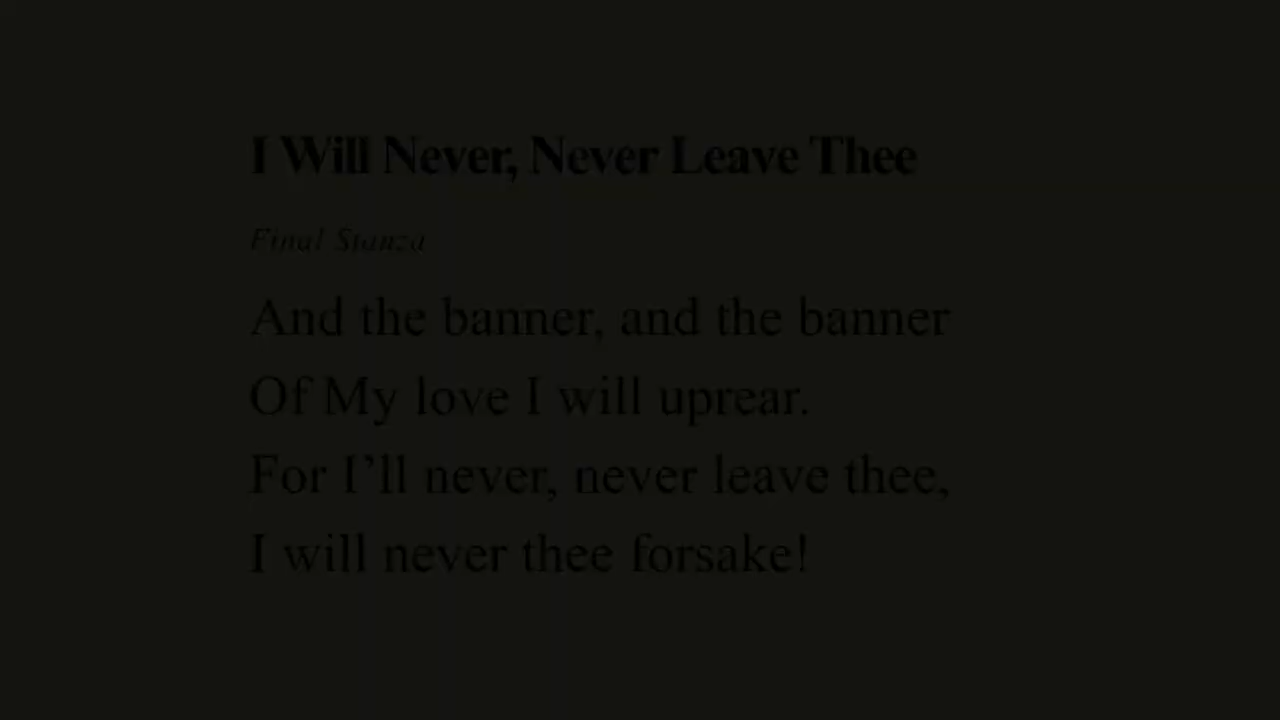 I Will Never, Never Leave Thee
Final Stanza
And the banner, and the banner
Of My love I will uprear.
For I’ll never, never leave thee,
I will never thee forsake!